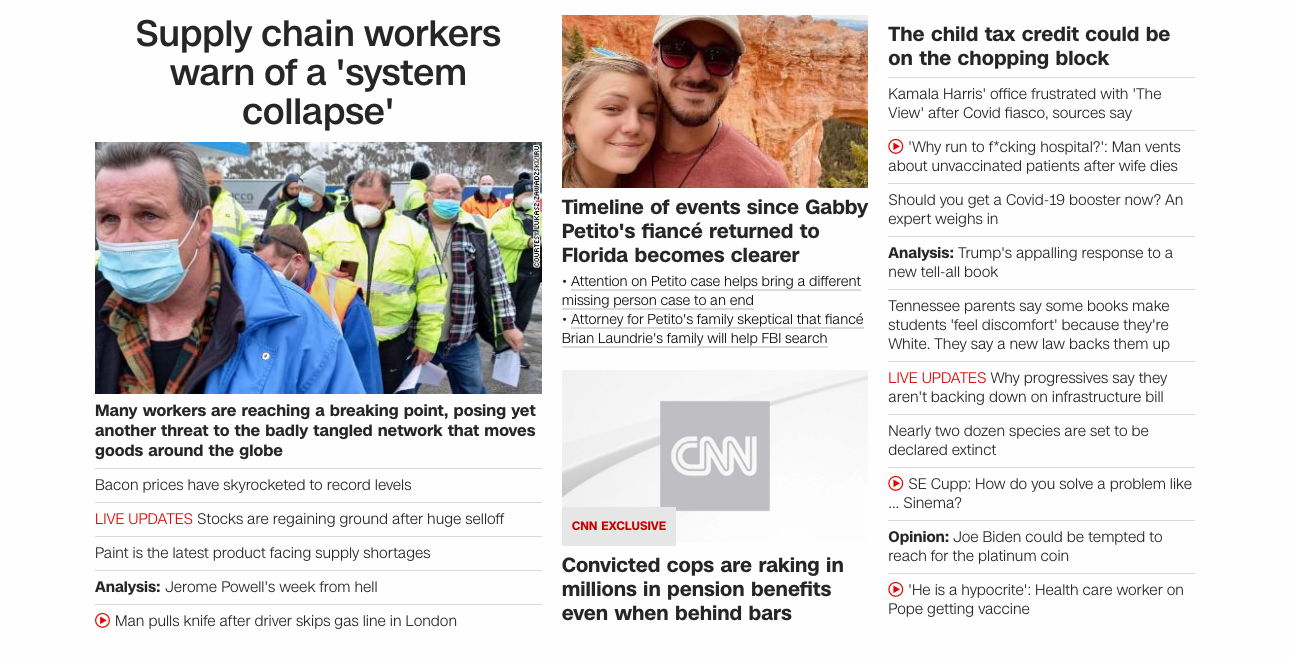 Supply chain workers
warn of a 'system
collapse'
COURTESY LUKASZ ZAWADZSKO/RU
Many workers are reaching a breaking point, posing yet
another threat to the badly tangled network that moves
goods around the globe
Bacon prices have skyrocketed to record levels
LIVE UPDATES Stocks are regaining ground after huge selloff
Paint is the latest product facing supply shortages
Analysis: Jerome Powell's week from hell
Man pulls knife after driver skips gas line in London
Timeline of events since Gabby
Petito's fiancé returned to
Florida becomes clearer
• Attention on Petito case helps bring a different
missing person case to an end
• Attorney for Petito's family skeptical that fiancé
Brian Laundrie's family will help FBI search
CNN
CNN EXCLUSIVE
Convicted cops are raking in
millions in pension benefits
even when behind bars
The child tax credit could be
on the chopping block
Kamala Harris' office frustrated with 'The
View' after Covid fiasco, sources say
'Why run to f*cking hospital?': Man vents
about unvaccinated patients after wife dies
Should you get a Covid-19 booster now? An
expert weighs in
Analysis: Trump's appalling response to a
new tell-all book
Tennessee parents say some books make
students 'feel discomfort' because they're
White. They say a new law backs them up
LIVE UPDATES Why progressives say they
aren't backing down on infrastructure bill
Nearly two dozen species are set to be
declared extinct
SE Cupp: How do you solve a problem like
... Sinema?
Opinion: Joe Biden could be tempted to
reach for the platinum coin
'He is a hypocrite': Health care worker on
Pope getting vaccine